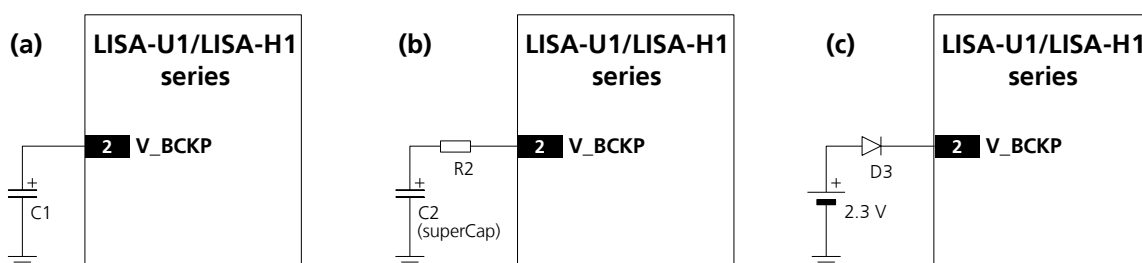 (a)
LISA-U1/LISA-H1
series
2 V_BCKP
+
C1
(b)
LISA-U1/LISA-H1
series
2 V_BCKP
R2
+
C2
(superCap)
(c)
LISA-U1/LISA-H1
series
2 V_BCKP
D3
+
2.3 V